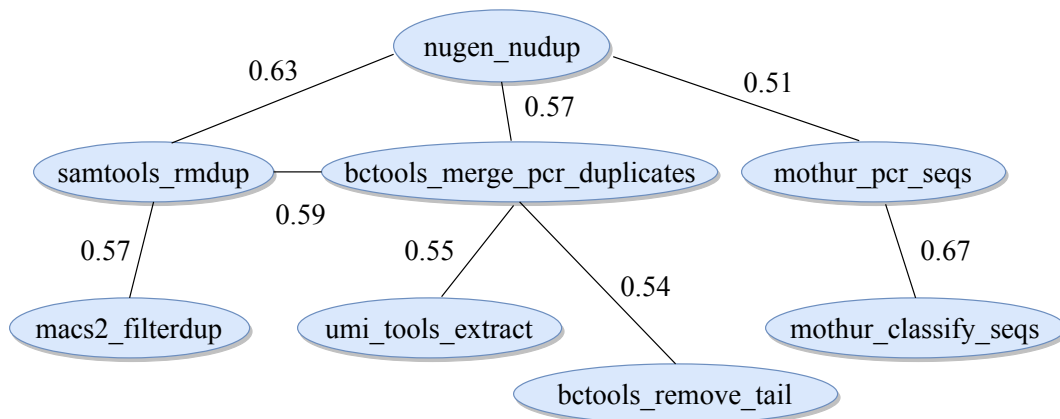 nugen_nudup
0.63
0.57
0.51
samtools_rmdup
bctools_merge_pcr_duplicates
mothur_pcr_seqs
0.59
0.57
0.55
0.54
0.67
macs2_filterdup
umi_tools_extract
mothur_classify_seqs
bctools_remove_tail